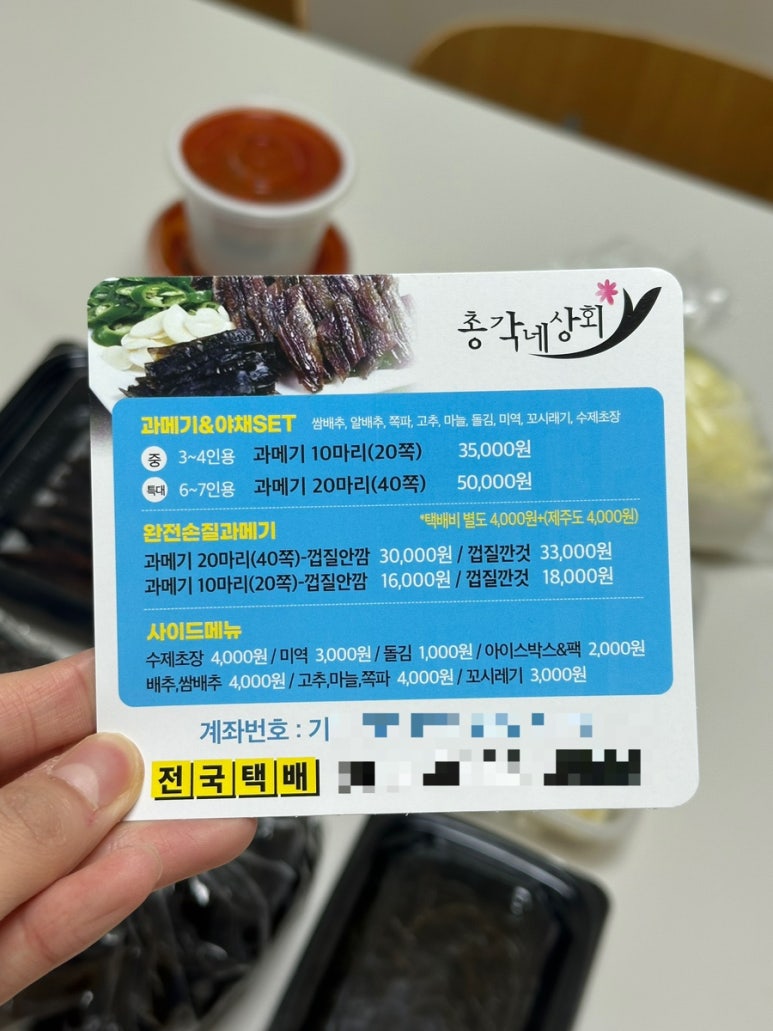 총각네상회
과메기&야채SET 쌈배추, 알배추, 쪽파, 고추, 마늘, 돌김, 미역, 꼬시래기, 수제초장
중 3~4인용 과메기 10마리(20쪽) 35,000원
특대 6~7인용 과메기 20마리(40쪽) 50,000원
완전손질과메기 *택배비 별도 4,000원+(제주도 4,000원)
과메기 20마리(40쪽)-껍질안깜 30,000원 / 껍질깐것 33,000원
과메기 10마리(20쪽)-껍질안깜 16,000원 / 껍질깐것 18,000원
사이드메뉴
수제초장 4,000원 / 미역 3,000원 / 돌김 1,000원 / 아이스박스&팩 2,000원
배추,쌈배추 4,000원 / 고추,마늘,쪽파 4,000원 / 꼬시레기 3,000원
계좌번호 : 기
전국택배